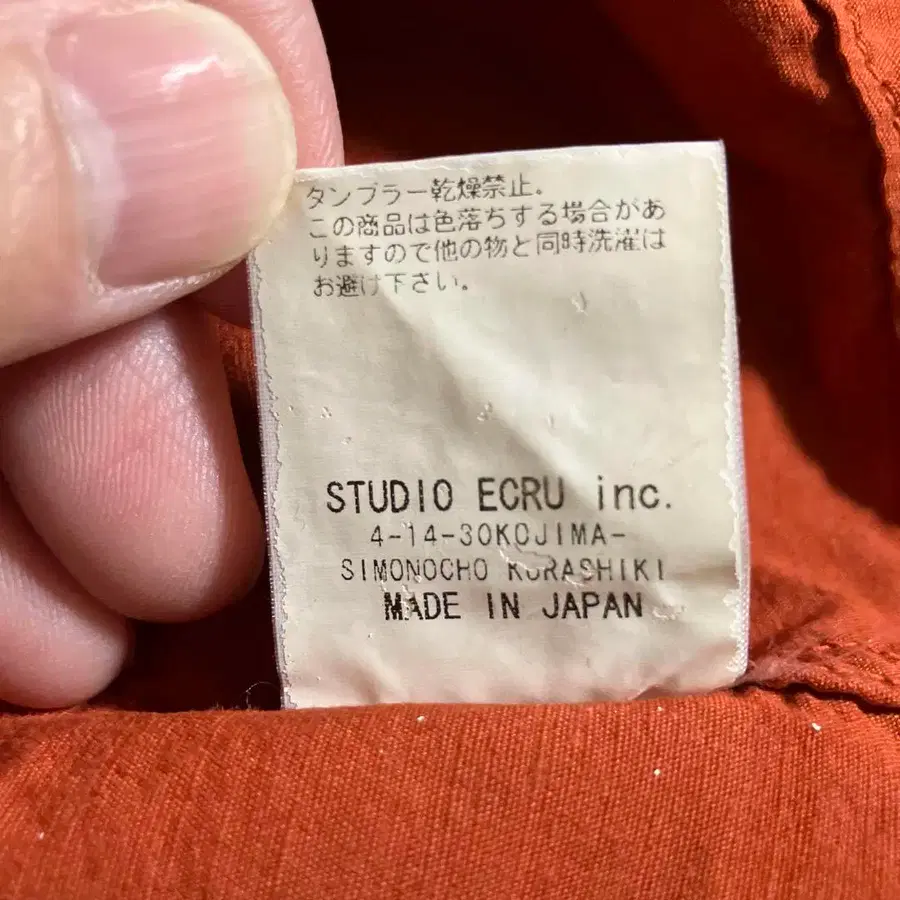 タンブラー乾燥禁止.
この商品は色落ちする場合があ
りますので他の物と同時洗濯は
お避け下さい。
STUDIO ECRU inc.
4-14-30KOJIMA-
SIMONOCHO KURASHIKI
MADE IN JAPAN